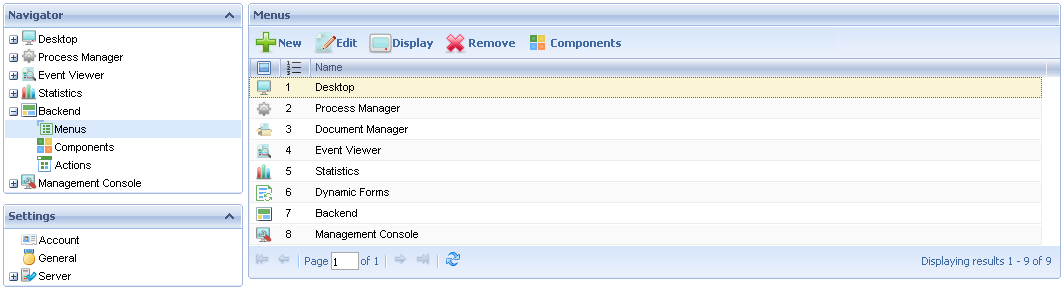 Navigator
Desktop
Process Manager
Event Viewer
Statistics
Backend
Menus
Components
Actions
Management Console
Settings
Account
General
Server
Menus
New Edit Display Remove Components
Name
1 Desktop
2 Process Manager
3 Document Manager
4 Event Viewer
5 Statistics
6 Dynamic Forms
7 Backend
8 Management Console
Page 1 of 1 Displaying results 1 - 9 of 9